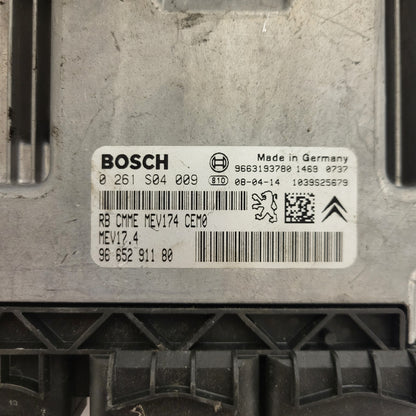 BOSCH
Made in Germany
9663193780 1469 0737
0 261 S04 009 810 08-04-14 1039S25679
RB CMME MEV174 CEM0
MEV17.4
96 652 911 80